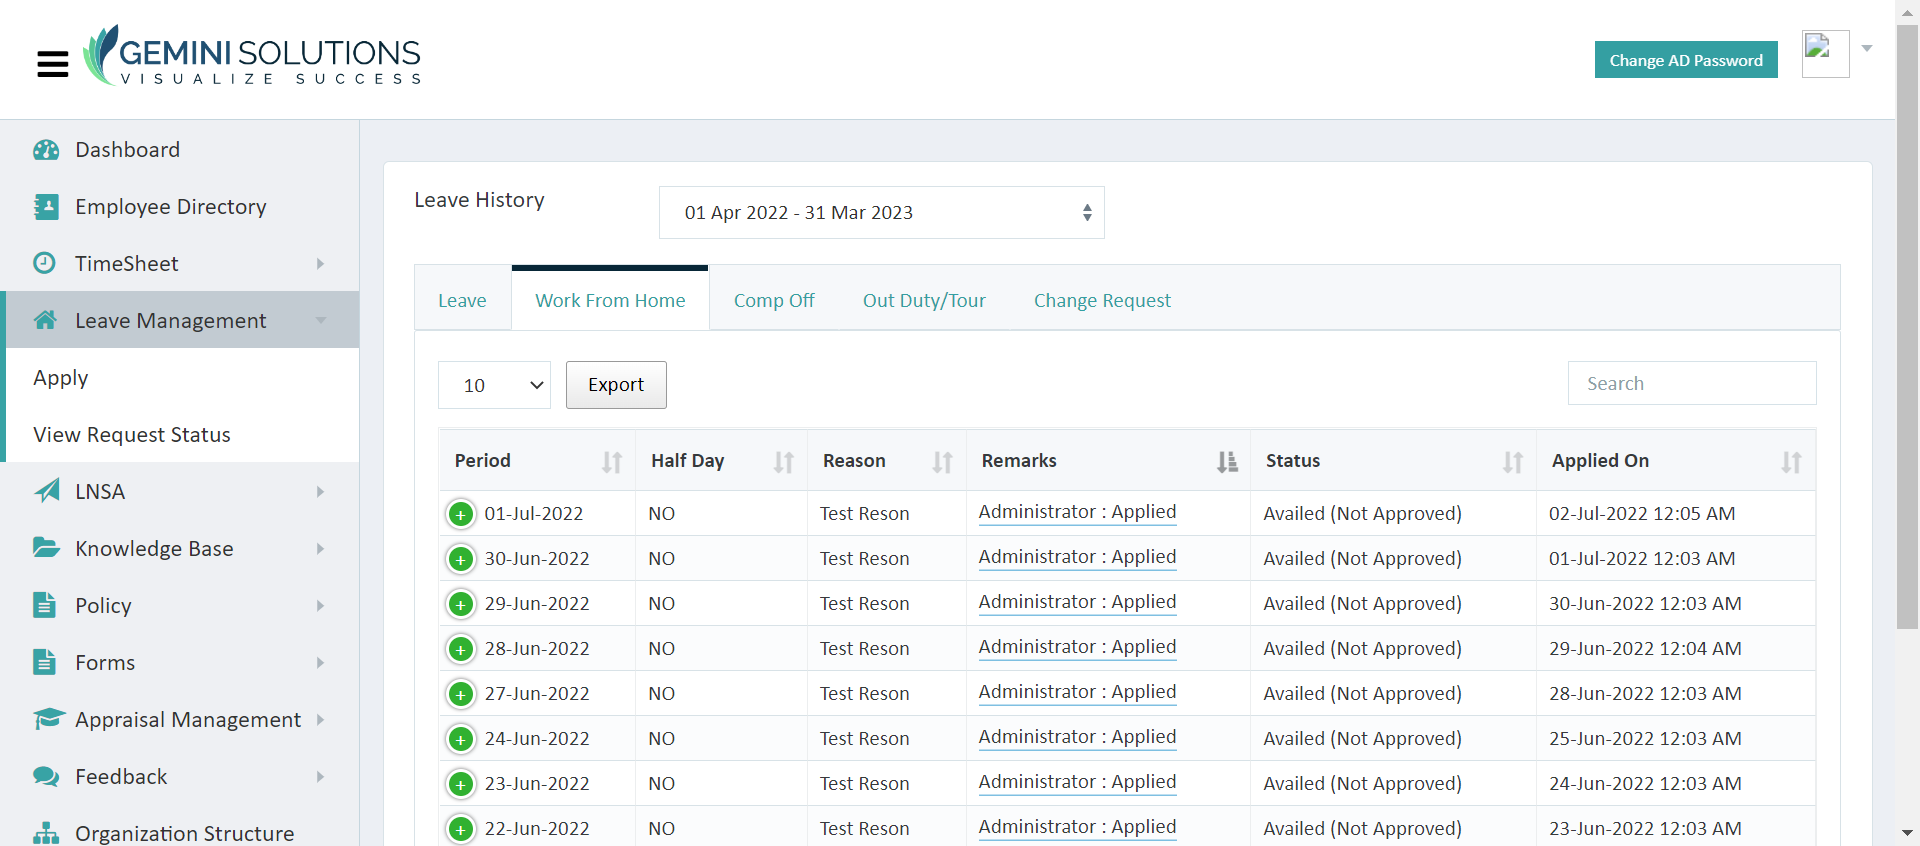 GEMINI SOLUTIONS
VISUALIZE SUCCESS
Change AD Password
Dashboard
Employee Directory
TimeSheet
Leave Management
Apply
View Request Status
LNSA
Knowledge Base
Policy
Forms
Appraisal Management
Feedback
Organization Structure
Leave History
01 Apr 2022 - 31 Mar 2023
Leave Work From Home Comp Off Out Duty/Tour Change Request
10 Export Search
Period Half Day Reason Remarks Status Applied On
01-Jul-2022 NO Test Reson Administrator : Applied Availed (Not Approved) 02-Jul-2022 12:05 AM
30-Jun-2022 NO Test Reson Administrator : Applied Availed (Not Approved) 01-Jul-2022 12:03 AM
29-Jun-2022 NO Test Reson Administrator : Applied Availed (Not Approved) 30-Jun-2022 12:03 AM
28-Jun-2022 NO Test Reson Administrator : Applied Availed (Not Approved) 29-Jun-2022 12:04 AM
27-Jun-2022 NO Test Reson Administrator : Applied Availed (Not Approved) 28-Jun-2022 12:03 AM
24-Jun-2022 NO Test Reson Administrator : Applied Availed (Not Approved) 25-Jun-2022 12:03 AM
23-Jun-2022 NO Test Reson Administrator : Applied Availed (Not Approved) 24-Jun-2022 12:03 AM
22-Jun-2022 NO Test Reson Administrator : Applied Availed (Not Approved) 23-Jun-2022 12:03 AM